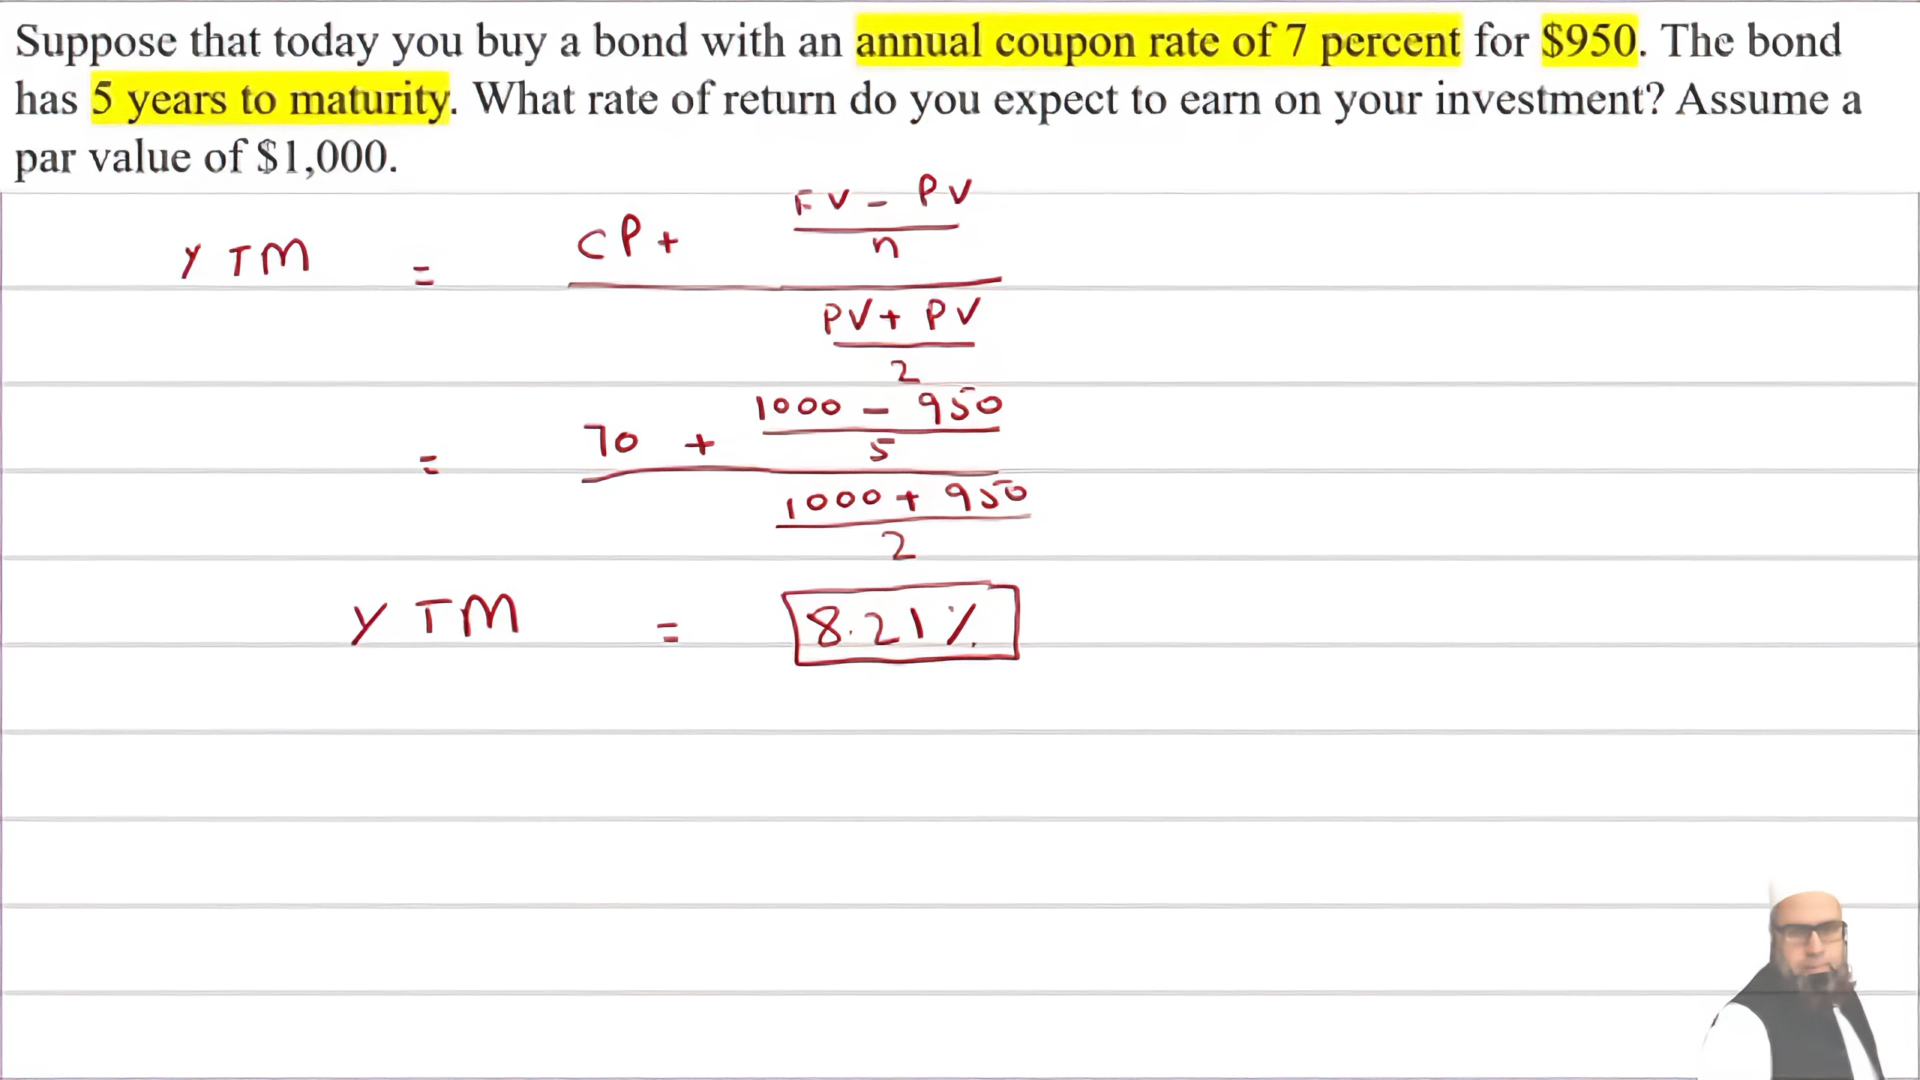 Suppose that today you buy a bond with an annual coupon rate of 7 percent for $950. The bond
has 5 years to maturity. What rate of return do you expect to earn on your investment? Assume a
par value of $1,000.
FV - PV
YTM = CP+ n
PV + PV
2
1000 - 950
= 70 + 5
1000 + 950
2
YTM = 8.21%